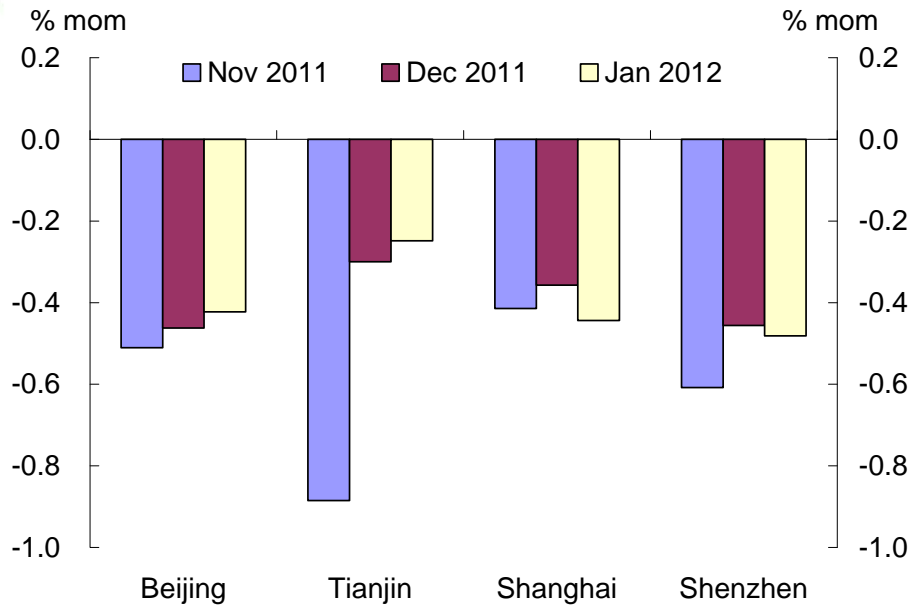 % mom % mom
0.2 Nov 2011 Dec 2011 Jan 2012 0.2
0.0 0.0
-0.2 -0.2
-0.4 -0.4
-0.6 -0.6
-0.8 -0.8
-1.0 -1.0
Beijing Tianjin Shanghai Shenzhen